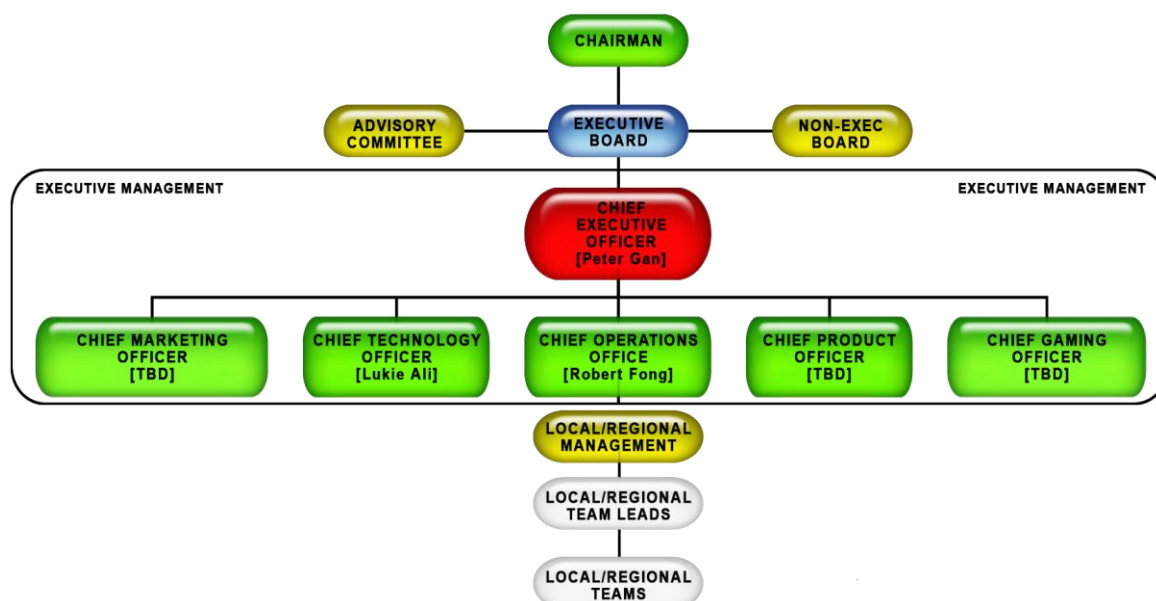 CHAIRMAN
ADVISORY
COMMITTEE
EXECUTIVE
BOARD
NON-EXEC
BOARD
EXECUTIVE MANAGEMENT
EXECUTIVE MANAGEMENT
CHIEF
EXECUTIVE
OFFICER
[Peter Gan]
CHIEF MARKETING
OFFICER
[TBD]
CHIEF TECHNOLOGY
OFFICER
[Lukie Ali]
CHIEF OPERATIONS
OFFICE
[Robert Fong]
CHIEF PRODUCT
OFFICER
[TBD]
CHIEF GAMING
OFFICER
[TBD]
LOCAL/REGIONAL
MANAGEMENT
LOCAL/REGIONAL
TEAM LEADS
LOCAL/REGIONAL
TEAMS